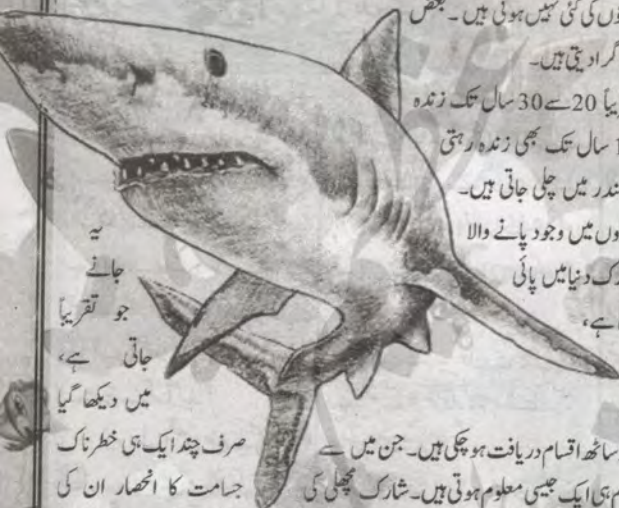 وں کی کئی نہیں ہوتی ہیں۔ بعض
گرا دیتی ہیں۔
یباً 20 سے 30 سال تک زندہ
سال تک بھی زندہ رہتی
ندر میں چلی جاتی ہیں۔
وں میں وجود پانے والا
رک دنیا میں پائی
ہے،
یہ
جانے
جو تقریباً
جاتی ہے،
میں دیکھا گیا
ساٹھ اقسام دریافت ہو چکی ہیں۔ جن میں سے صرف چند ایک ہی خطرناک
م ہی ایک جیسی معلوم ہوتی ہیں۔ شارک مچھلی کی جسامت کا انحصار ان کی